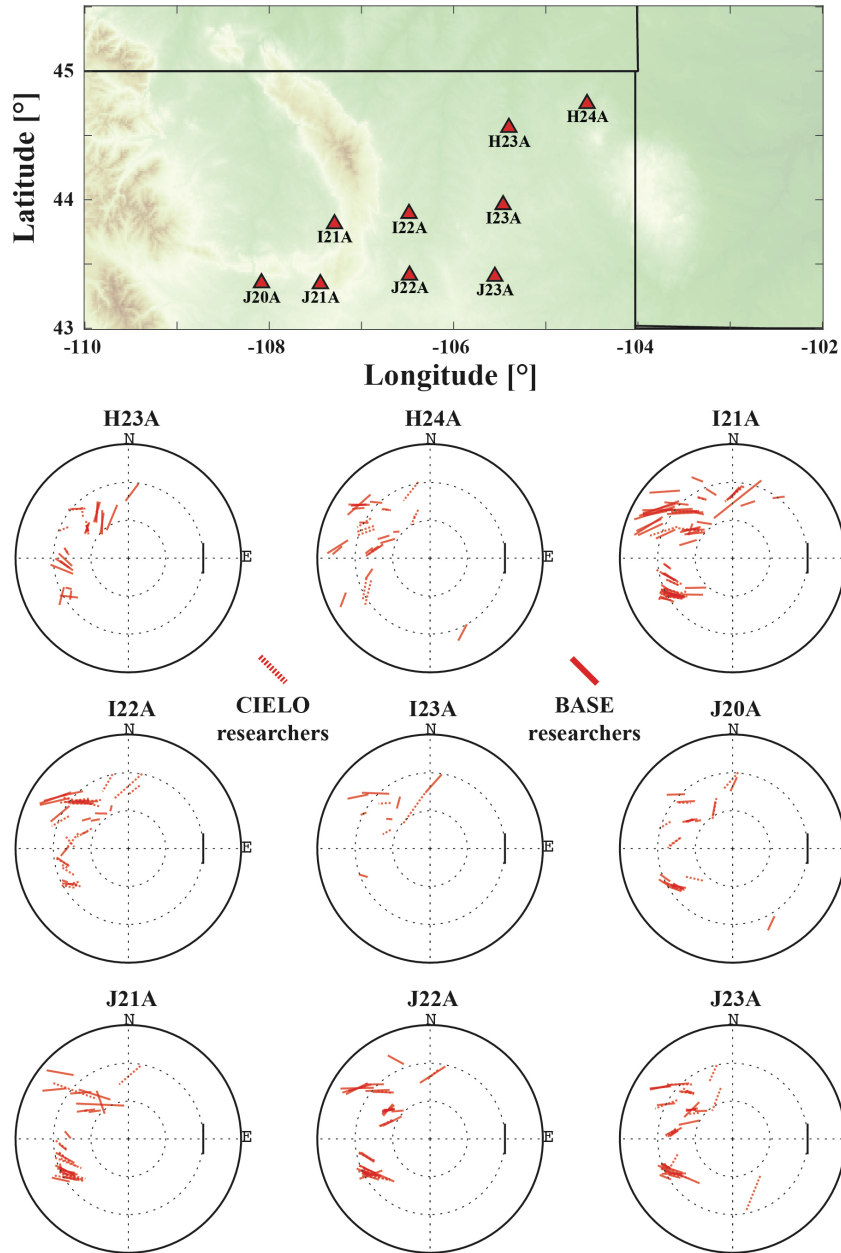 45
H24A
H23A
Latitude [°]
44
I23A
I22A
I21A
J22A
J23A
J20A
J21A
43
-110
-108
-106
-104
-102
Longitude [°]
H23A
H24A
I21A
N
N
N
E
E
CIELO
researchers
BASE
researchers
I22A
I23A
J20A
N
N
N
E
E
J21A
J22A
J23A
N
N
N
E
E